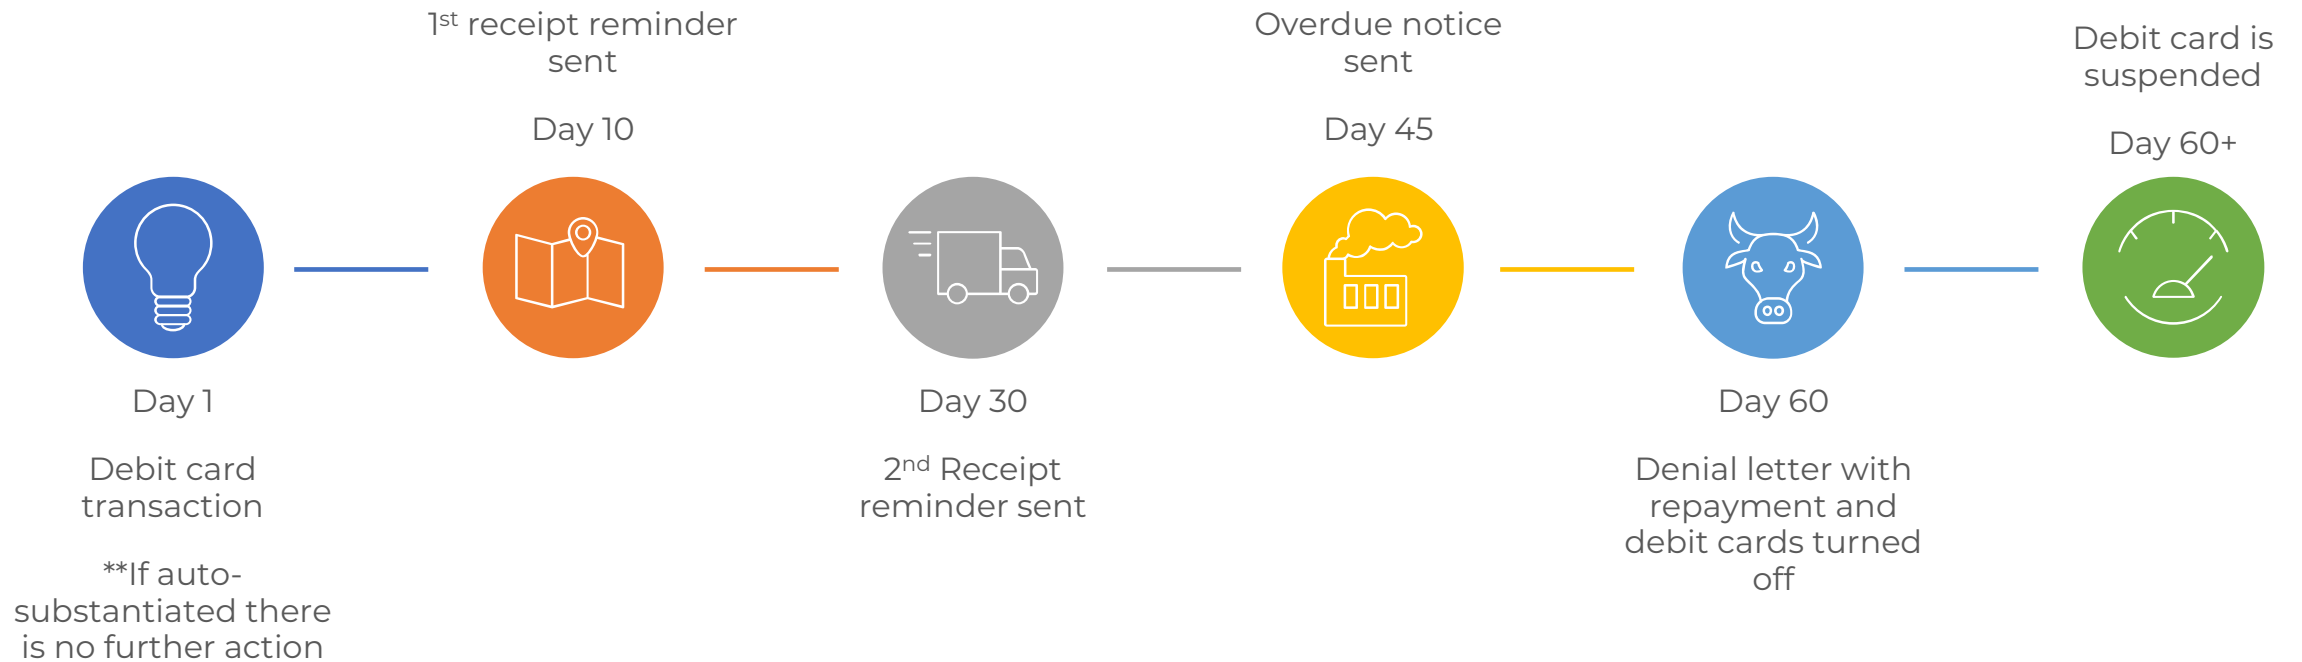 Day 1
Debit card
transaction
**If auto-
substantiated there
is no further action
1st receipt reminder
sent
Day 10
Day 30
2nd Receipt
reminder sent
Overdue notice
sent
Day 45
Day 60
Denial letter with
repayment and
debit cards turned
off
Debit card is
suspended
Day 60+